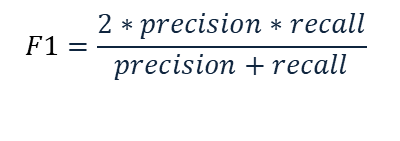 F1 = 2 * precision * recall / precision + recall